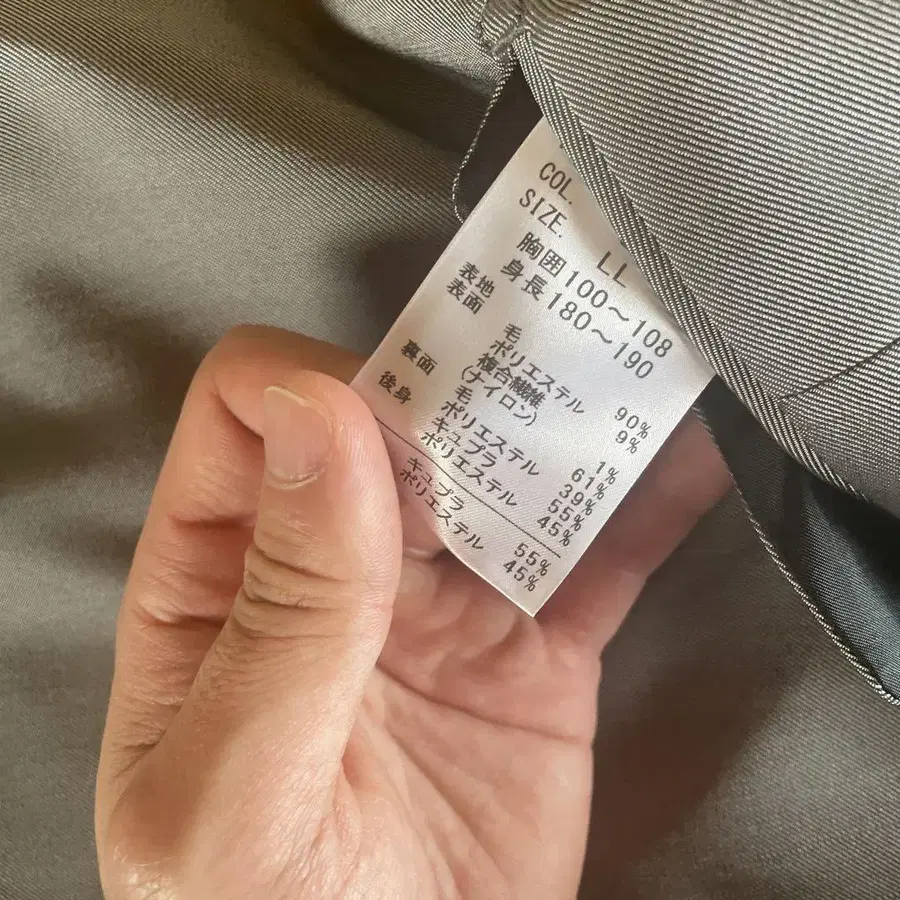 COL.
SIZE. LL
胸囲100～108
身長180～190
表地
表面 毛 90%
ポリエステル 9%
複合繊維
(ナイロン) 1%
裏面 毛 61%
ポリエステル 39%
後身 キュプラ 55%
ポリエステル 45%
キュプラ 55%
ポリエステル 45%